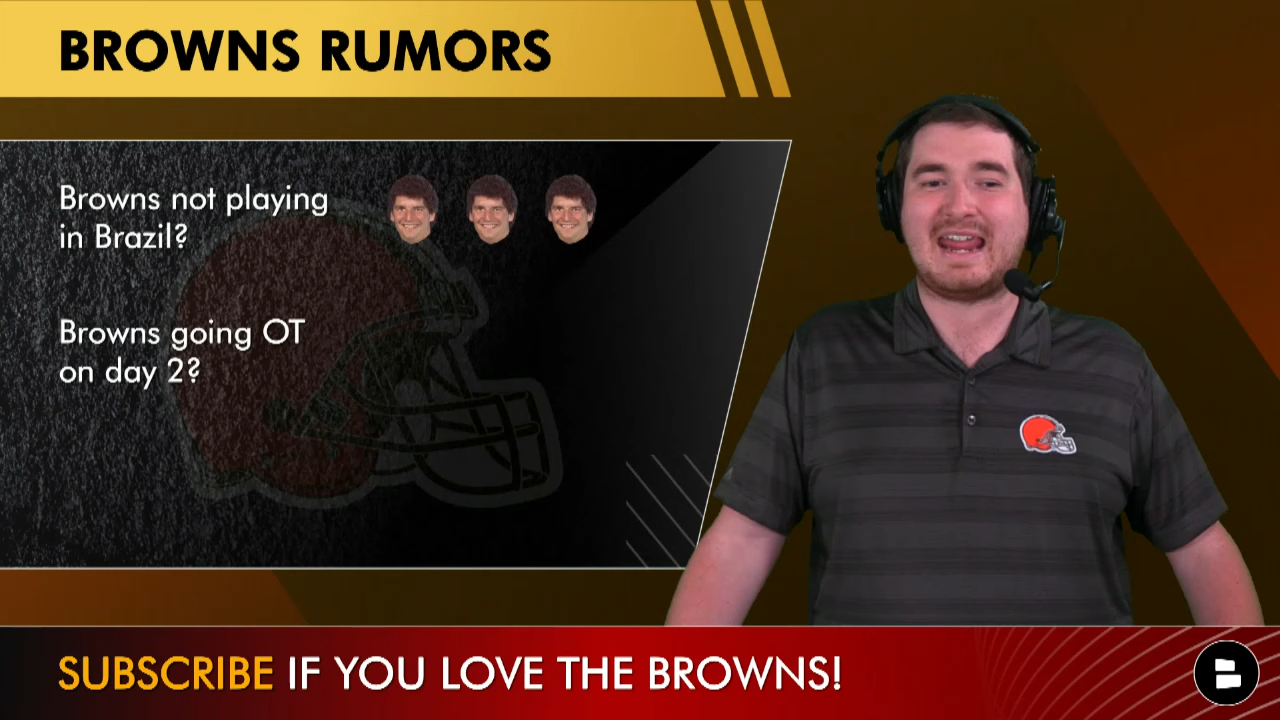 BROWNS RUMORS
Browns not playing
in Brazil?
Browns going OT
on day 2?
SUBSCRIBE IF YOU LOVE THE BROWNS!